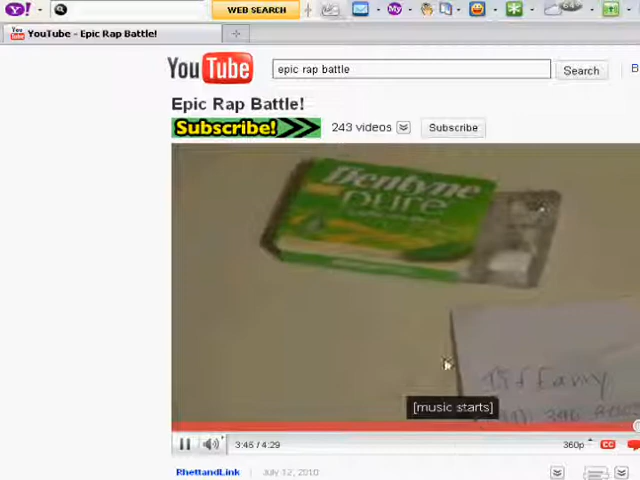 WEB SEARCH
YouTube - Epic Rap Battle!
YouTube
epic rap battle
Search
B
Epic Rap Battle!
Subscribe!
243 videos
Subscribe
Dentyne
pure
Tiffany
[music starts]
3:45 / 4:29
360p
CC
RhettandLink
July 12, 2010